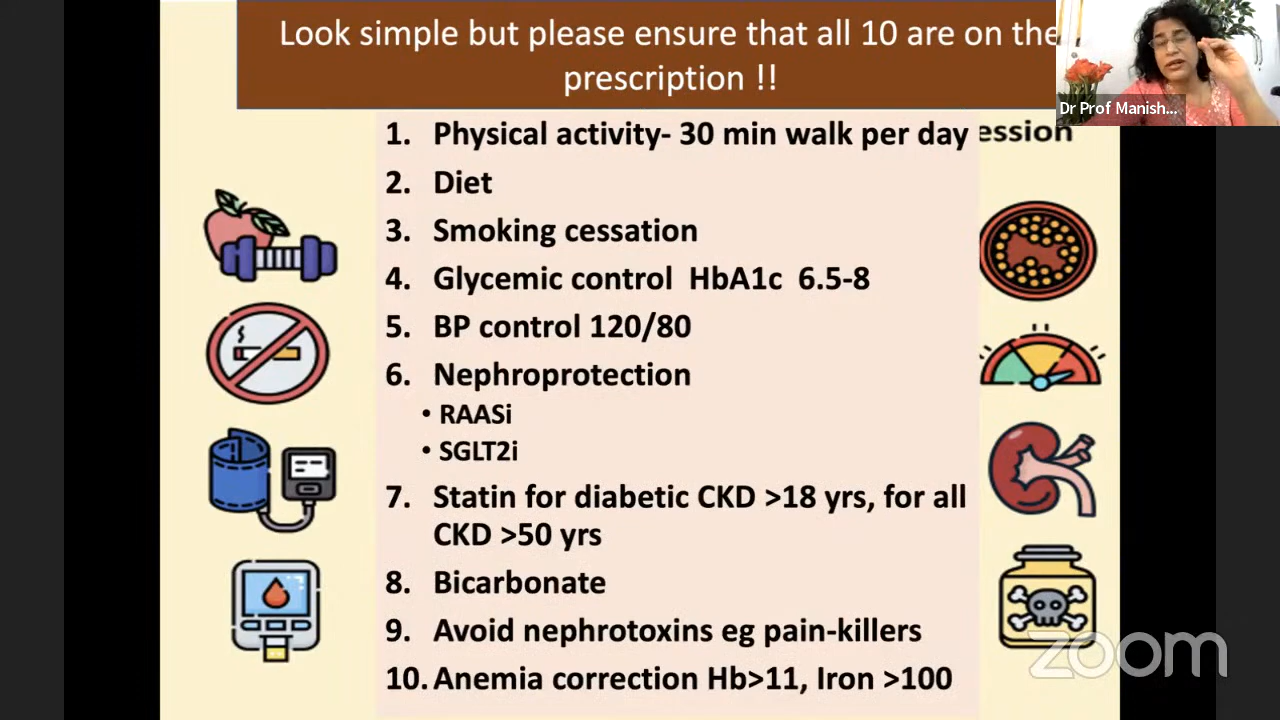 Look simple but please ensure that all 10 are on the
prescription !!
Dr Prof Manish...
ession
1. Physical activity- 30 min walk per day
2. Diet
3. Smoking cessation
4. Glycemic control HbA1c 6.5-8
5. BP control 120/80
6. Nephroprotection
• RAASi
• SGLT2i
7. Statin for diabetic CKD >18 yrs, for all
CKD >50 yrs
8. Bicarbonate
9. Avoid nephrotoxins eg pain-killers
10. Anemia correction Hb>11, Iron >100
zoom